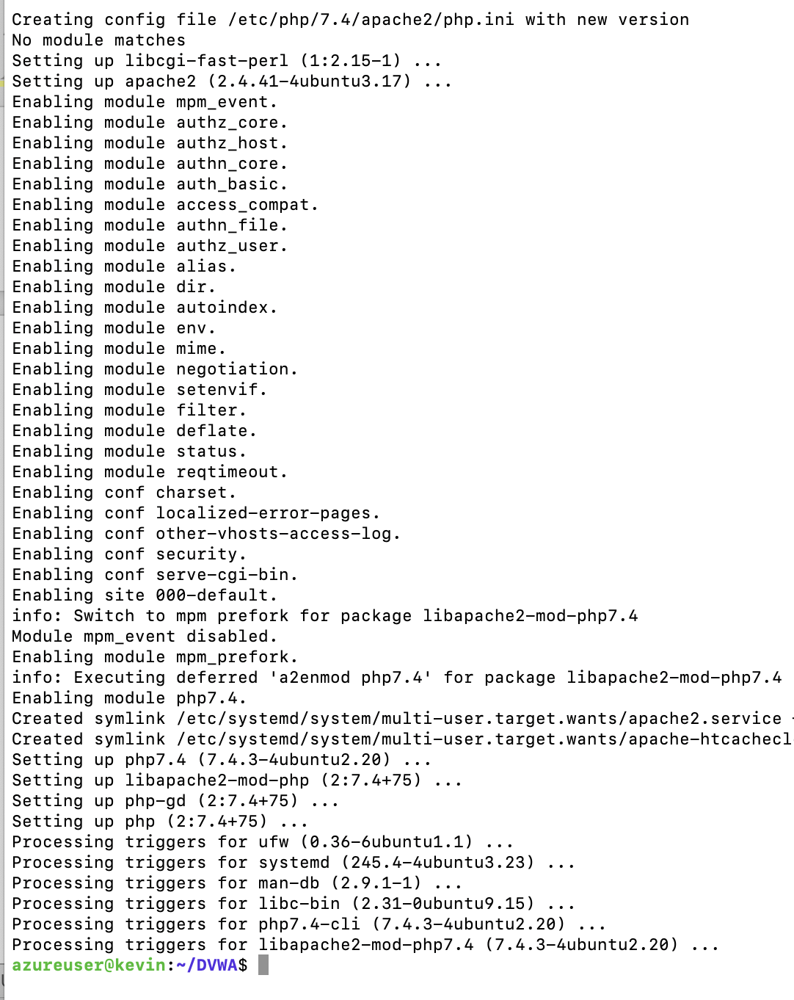 Creating config file /etc/php/7.4/apache2/php.ini with new version
No module matches
Setting up libcgi-fast-perl (1:2.15-1) ...
Setting up apache2 (2.4.41-4ubuntu3.17) ...
Enabling module mpm_event.
Enabling module authz_core.
Enabling module authz_host.
Enabling module authn_core.
Enabling module auth_basic.
Enabling module access_compat.
Enabling module authn_file.
Enabling module authz_user.
Enabling module alias.
Enabling module dir.
Enabling module autoindex.
Enabling module env.
Enabling module mime.
Enabling module negotiation.
Enabling module setenvif.
Enabling module filter.
Enabling module deflate.
Enabling module status.
Enabling module reqtimeout.
Enabling conf charset.
Enabling conf localized-error-pages.
Enabling conf other-vhosts-access-log.
Enabling conf security.
Enabling conf serve-cgi-bin.
Enabling site 000-default.
info: Switch to mpm prefork for package libapache2-mod-php7.4
Module mpm_event disabled.
Enabling module mpm_prefork.
info: Executing deferred 'a2enmod php7.4' for package libapache2-mod-php7.4
Enabling module php7.4.
Created symlink /etc/systemd/system/multi-user.target.wants/apache2.service
Created symlink /etc/systemd/system/multi-user.target.wants/apache-htcachecl
Setting up php7.4 (7.4.3-4ubuntu2.20) ...
Setting up libapache2-mod-php (2:7.4+75) ...
Setting up php-gd (2:7.4+75) ...
Setting up php (2:7.4+75) ...
Processing triggers for ufw (0.36-6ubuntu1.1) ...
Processing triggers for systemd (245.4-4ubuntu3.23) ...
Processing triggers for man-db (2.9.1-1) ...
Processing triggers for libc-bin (2.31-0ubuntu9.15) ...
Processing triggers for php7.4-cli (7.4.3-4ubuntu2.20) ...
Processing triggers for libapache2-mod-php7.4 (7.4.3-4ubuntu2.20) ...
azureuser@kevin:~/DVWA$